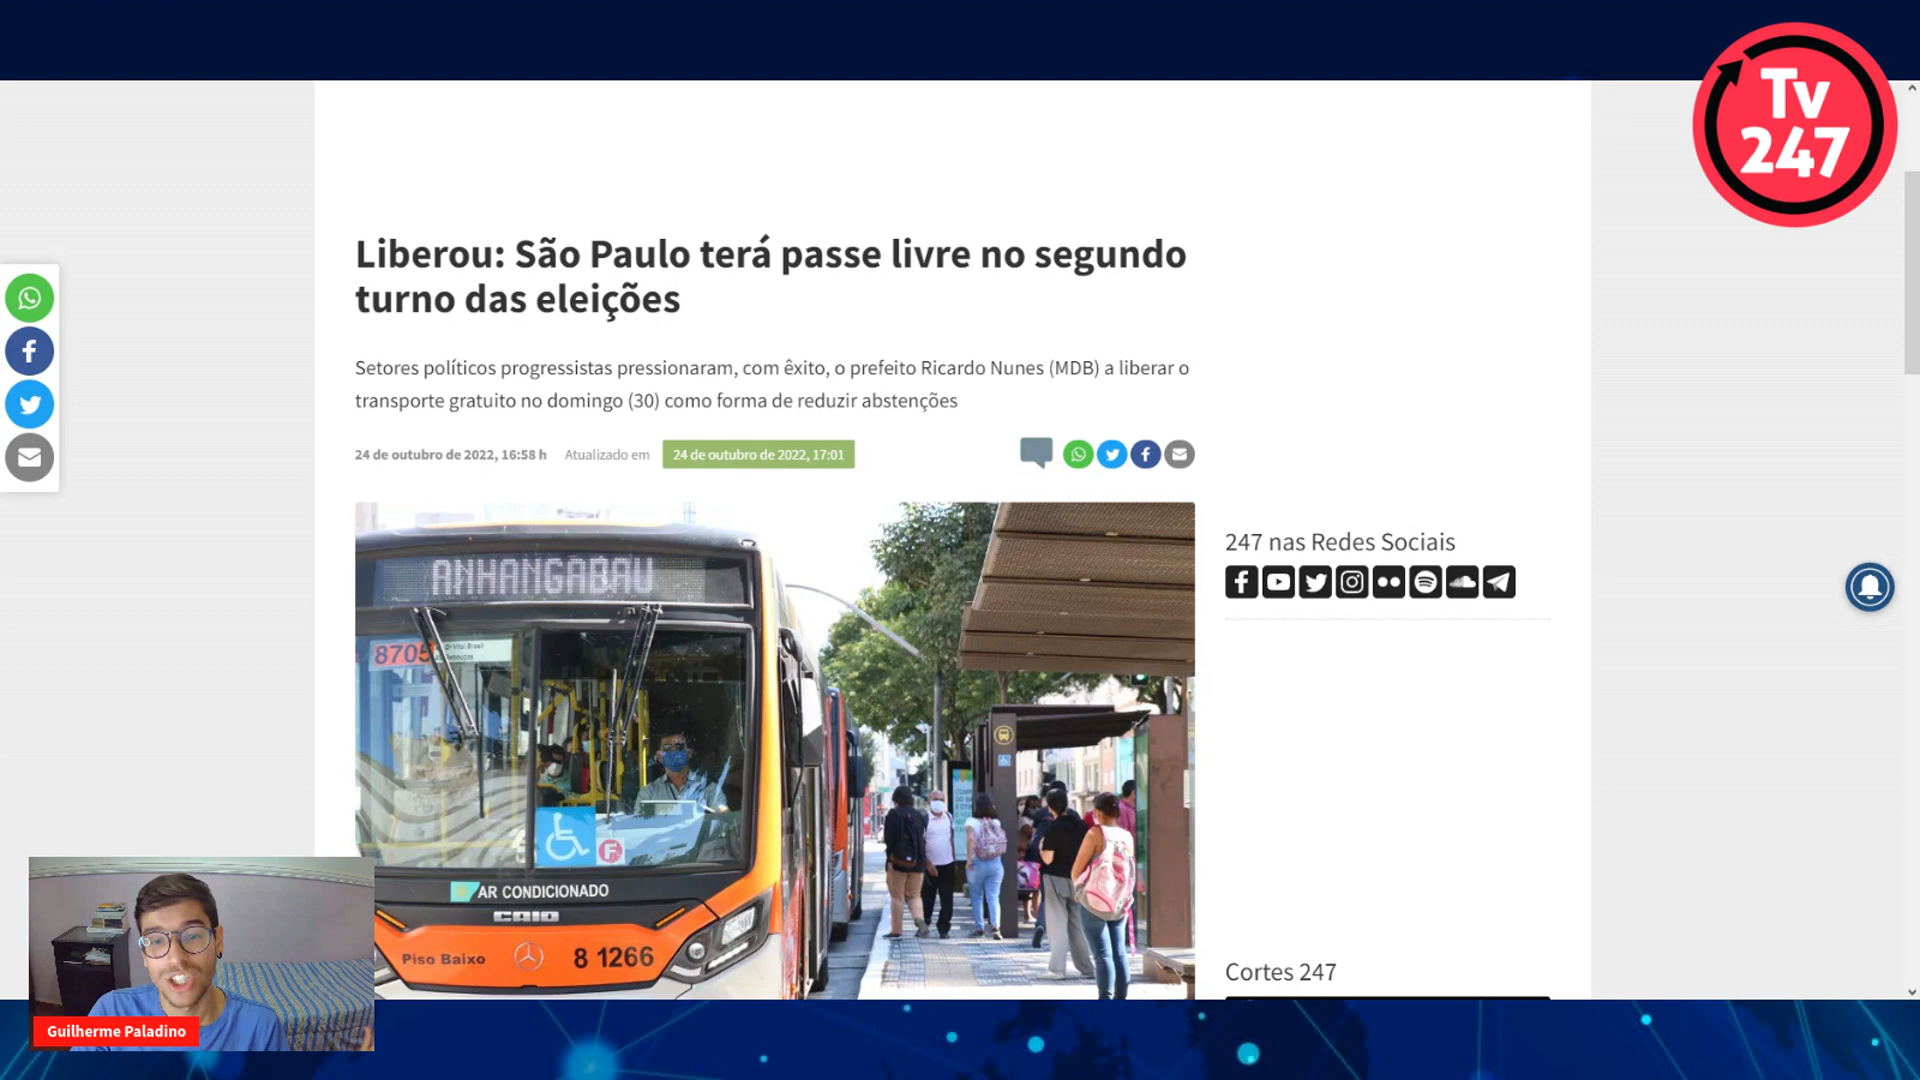 Tv
247
Liberou: São Paulo terá passe livre no segundo
turno das eleições
Setores políticos progressistas pressionaram, com êxito, o prefeito Ricardo Nunes (MDB) a liberar o
transporte gratuito no domingo (30) como forma de reduzir abstenções
24 de outubro de 2022, 16:58 h Atualizado em 24 de outubro de 2022, 17:01
ANHANGABAU
8705
247 nas Redes Sociais
F
AR CONDICIONADO
CAIO
Piso Baixo 8 1266
Cortes 247
Guilherme Paladino